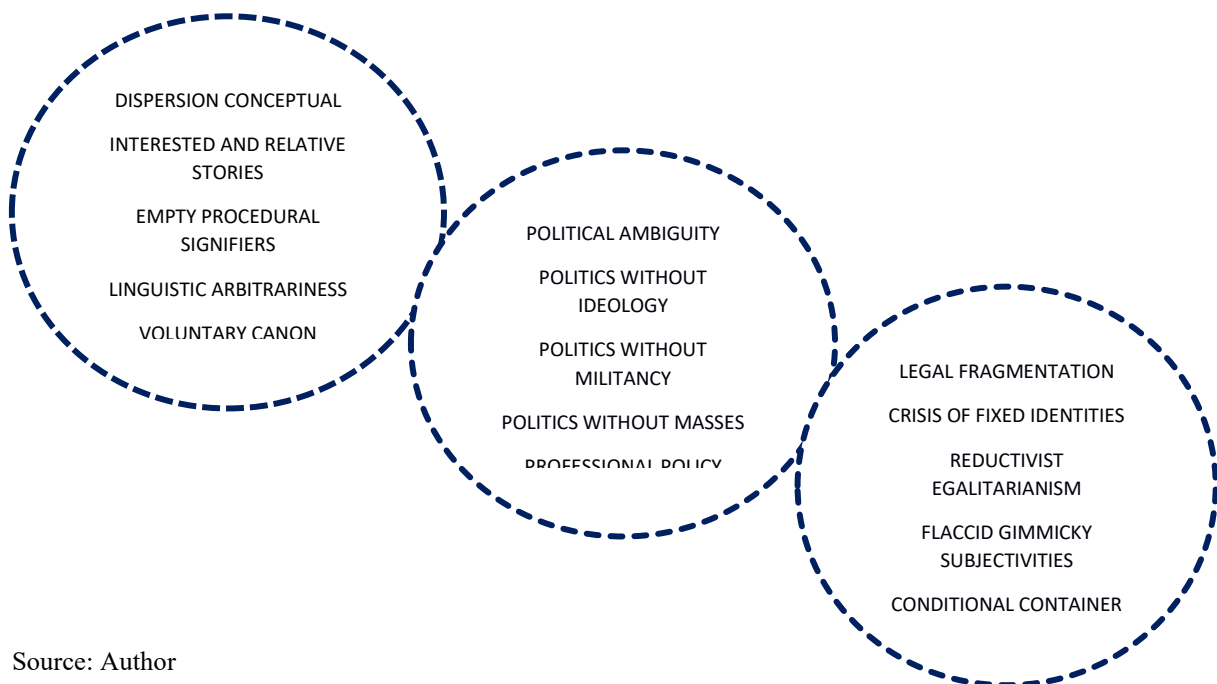 DISPERSION CONCEPTUAL
INTERESTED AND RELATIVE
STORIES
EMPTY PROCEDURAL
SIGNIFIERS
LINGUISTIC ARBITRARINESS
VOLUNTARY CANON
POLITICAL AMBIGUITY
POLITICS WITHOUT
IDEOLOGY
POLITICS WITHOUT
MILITANCY
POLITICS WITHOUT MASSES
PROFESSIONAL POLICY
LEGAL FRAGMENTATION
CRISIS OF FIXED IDENTITIES
REDUCTIVIST
EGALITARIANISM
FLACCID GIMMICKY
SUBJECTIVITIES
CONDITIONAL CONTAINER
Source: Author